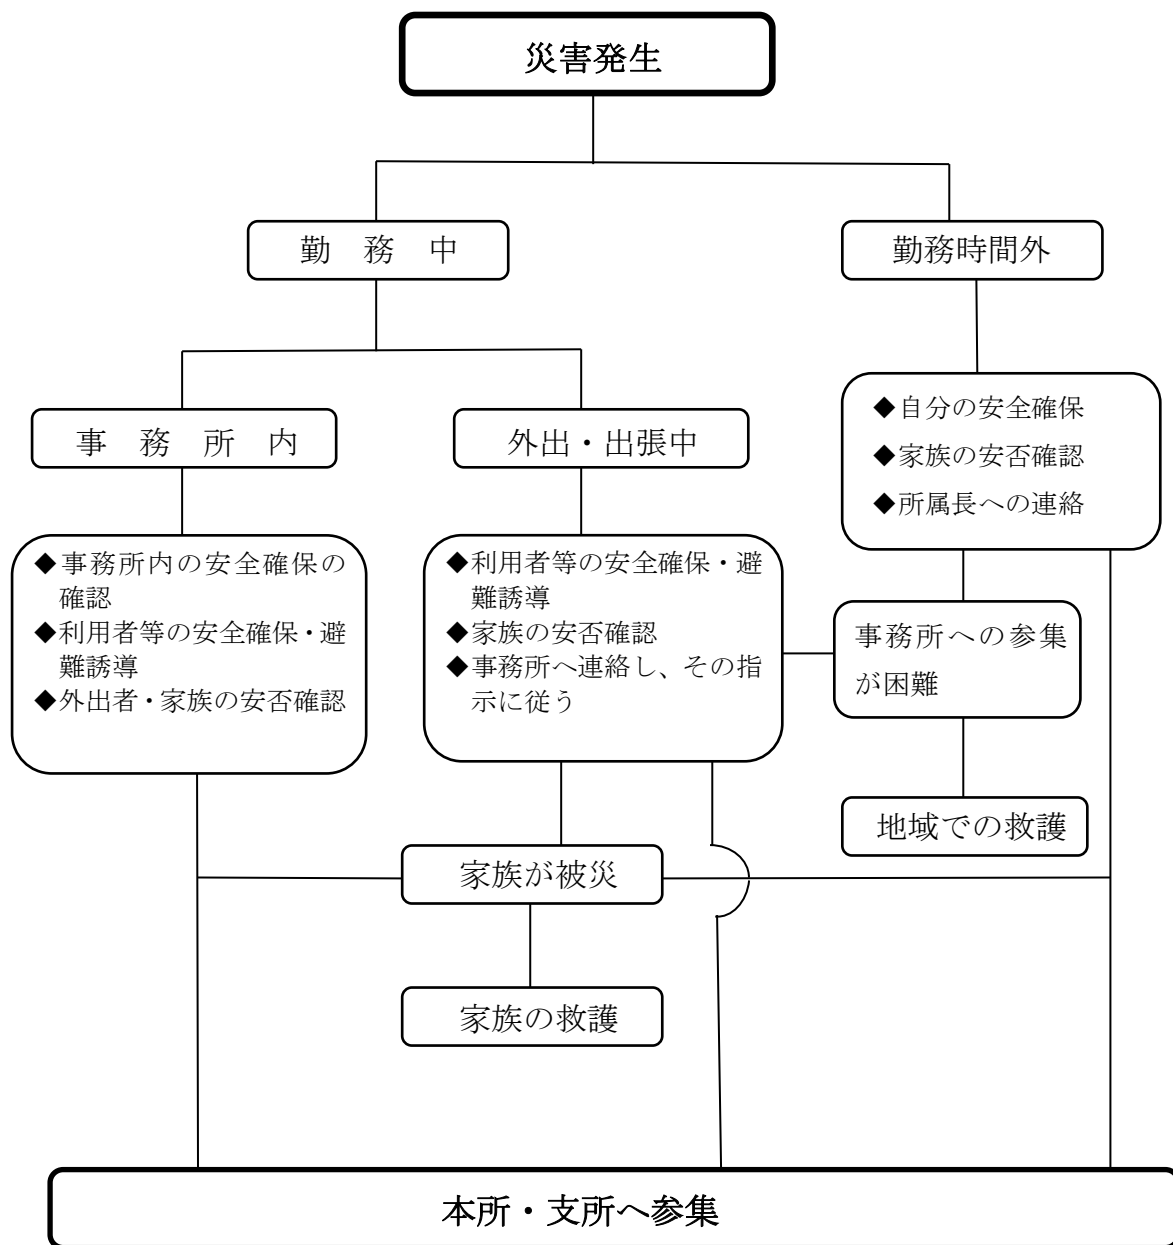 災害発生
勤　務　中
勤務時間外
事　務　所　内
外出・出張中
◆自分の安全確保
◆家族の安否確認
◆所属長への連絡
◆事務所内の安全確保の
確認
◆利用者等の安全確保・避
難誘導
◆外出者・家族の安否確認
◆利用者等の安全確保・避
難誘導
◆家族の安否確認
◆事務所へ連絡し、その指
示に従う
事務所への参集
が困難
地域での救護
家族が被災
家族の救護
本所・支所へ参集